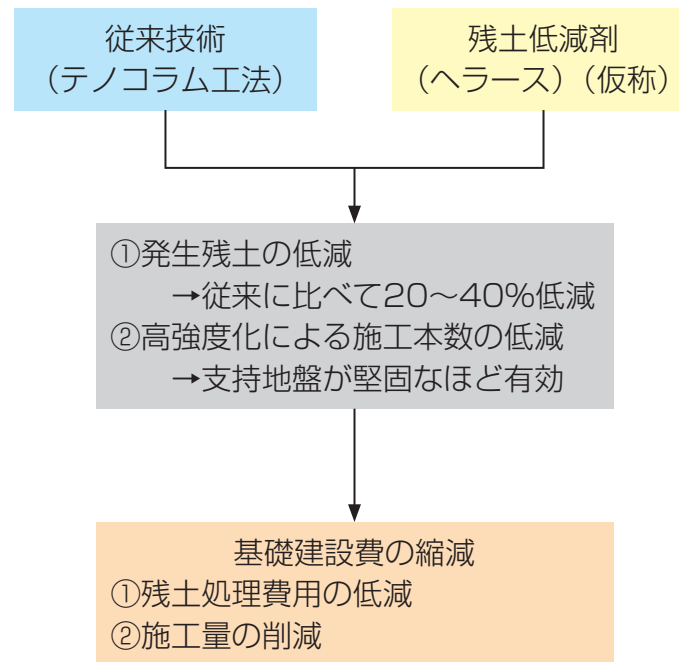 従来技術
（テノコラム工法）
残土低減剤
（ヘラース）（仮称）
①発生残土の低減
→従来に比べて20～40%低減
②高強度化による施工本数の低減
→支持地盤が堅固なほど有効
基礎建設費の縮減
①残土処理費用の低減
②施工量の削減